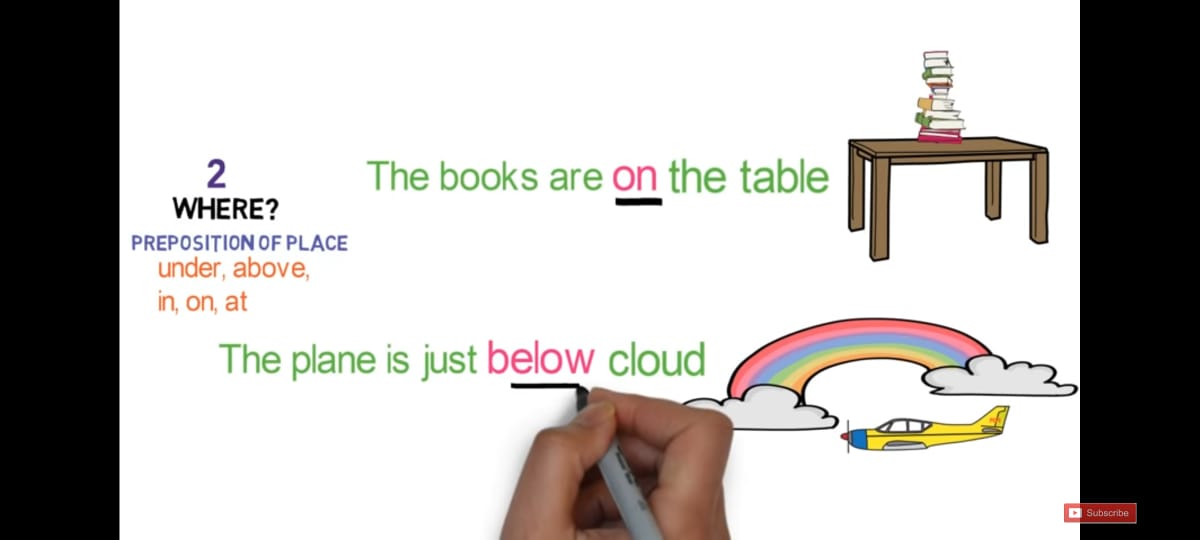 2
WHERE?
PREPOSITION OF PLACE
under, above,
in, on, at
The books are on the table
The plane is just below cloud
Subscribe